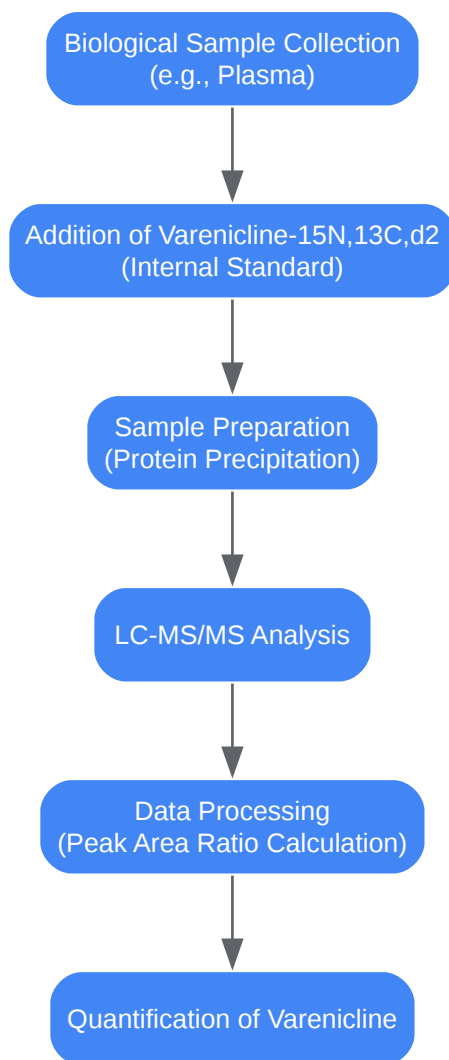 Biological Sample Collection
(e.g., Plasma)
Addition of Varenicline-15N,13C,d2
(Internal Standard)
Sample Preparation
(Protein Precipitation)
LC-MS/MS Analysis
Data Processing
(Peak Area Ratio Calculation)
Quantification of Varenicline